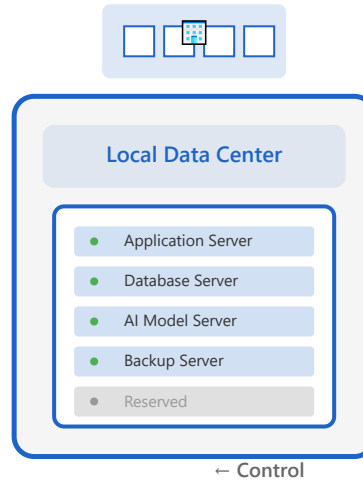 Local Data Center
Application Server
Database Server
AI Model Server
Backup Server
Reserved
← Control